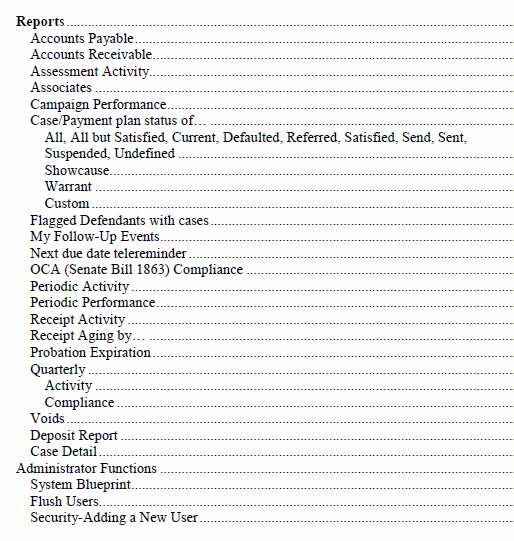 Reports
Accounts Payable
Accounts Receivable
Assessment Activity
Associates
Campaign Performance
Case/Payment plan status of…
All, All but Satisfied, Current, Defaulted, Referred, Satisfied, Send, Sent,
Suspended, Undefined
Showcause
Warrant
Custom
Flagged Defendants with cases
My Follow-Up Events
Next due date telereminder
OCA (Senate Bill 1863) Compliance
Periodic Activity
Periodic Performance
Receipt Activity
Receipt Aging by…
Probation Expiration
Quarterly
Activity
Compliance
Voids
Deposit Report
Case Detail
Administrator Functions
System Blueprint
Flush Users
Security-Adding a New User